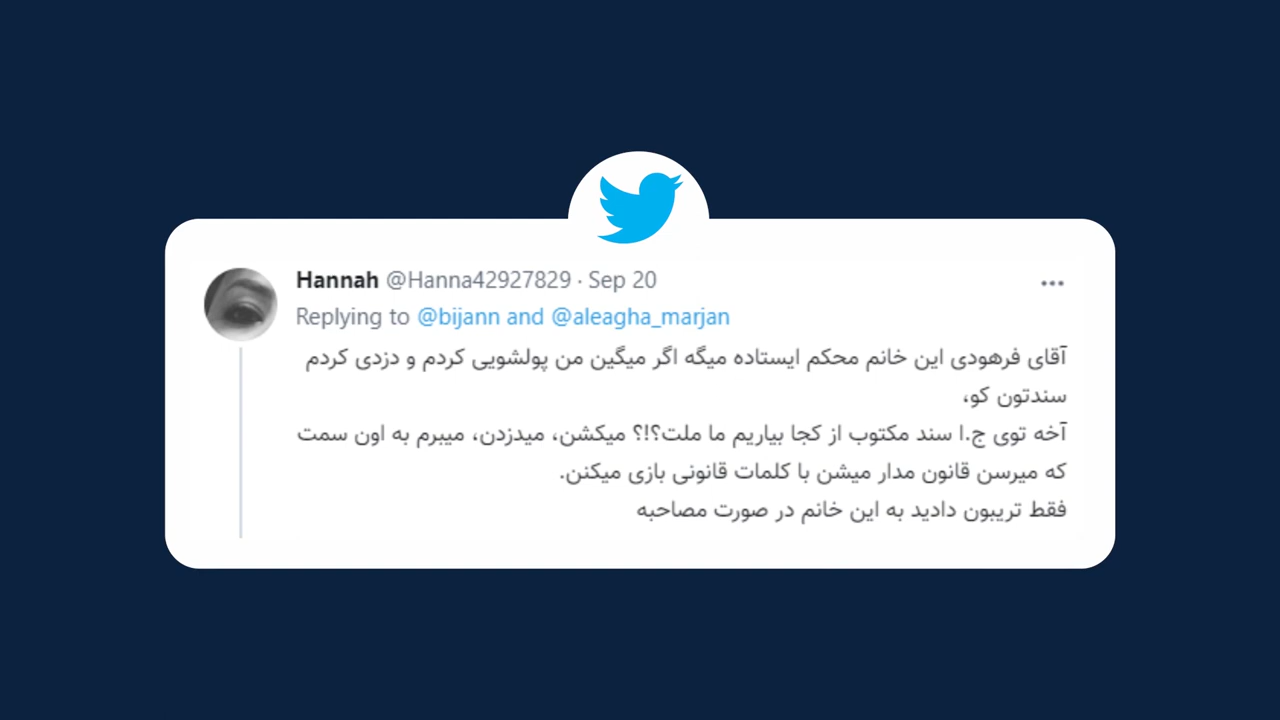 Hannah @Hanna42927829 · Sep 20
Replying to @bijann and @aleagha_marjan
آقای فرهودی این خانم محکم ایستاده میگه اگر میگین من پولشویی کردم و دزدی کردم
سندتون کو،
آخه توی ج.ا سند مکتوب از کجا بیاریم ما ملت؟!؟ میکشن، میدزدن، میبرم به اون سمت
که میرسن قانون مدار میشن با کلمات قانونی بازی میکنن.
فقط تریبون دادید به این خانم در صورت مصاحبه